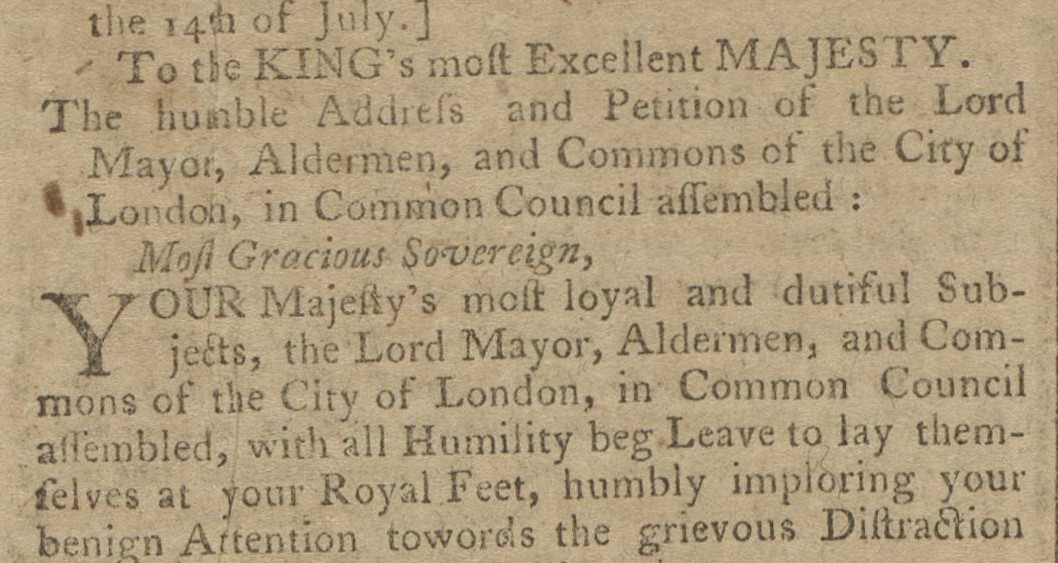 the 14th of July.]
To the KING's moſt Excellent MAJESTY.
The humble Addreſs and Petition of the Lord
Mayor, Aldermen, and Commons of the City of
London, in Common Council aſſembled :
Moſt Gracious Sovereign,
YOUR Majeſty's moſt loyal and dutiful Sub-
jects, the Lord Mayor, Aldermen, and Com-
mons of the City of London, in Common Council
aſſembled, with all Humility beg Leave to lay them-
ſelves at your Royal Feet, humbly imploring your
benign Attention towords the grievous Diſtraction